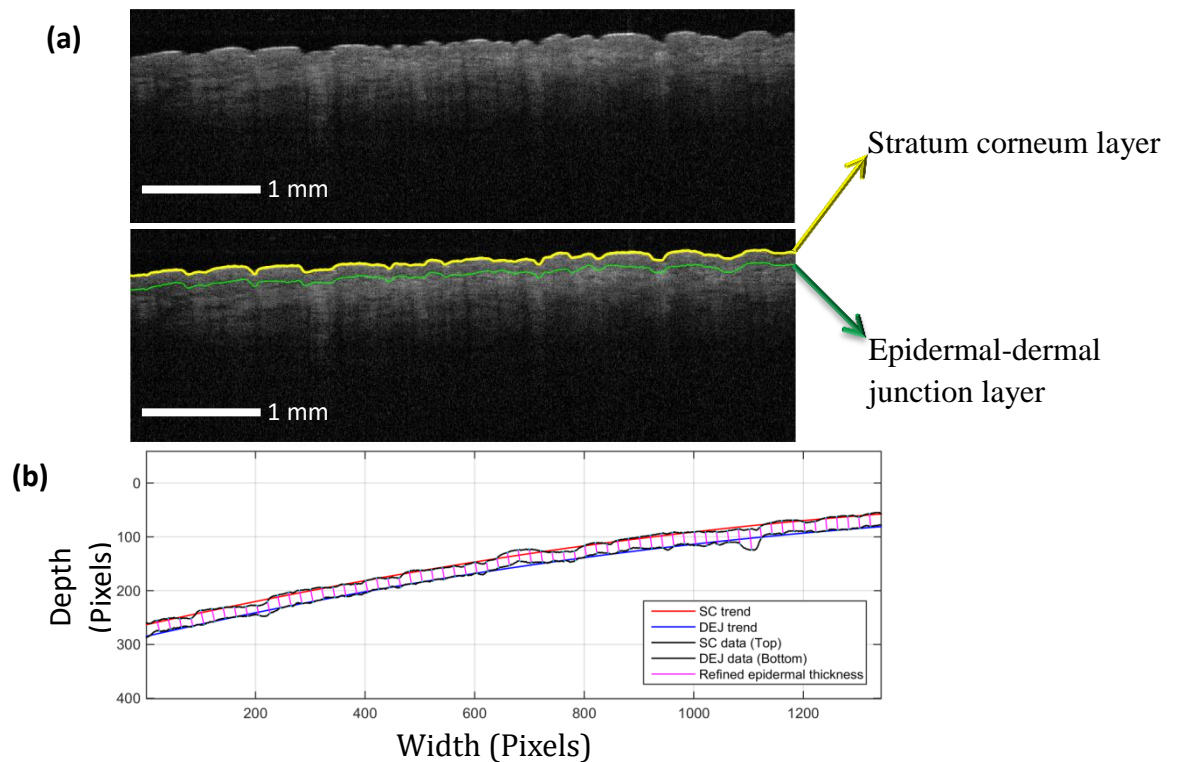 (a)
1 mm
Stratum corneum layer
Epidermal-dermal
junction layer
1 mm
(b)
0
100
200
300
400
Depth
(Pixels)
SC trend
DEJ trend
SC data (Top)
DEJ data (Bottom)
Refined epidermal thickness
200
400
600
800
1000
1200
Width (Pixels)